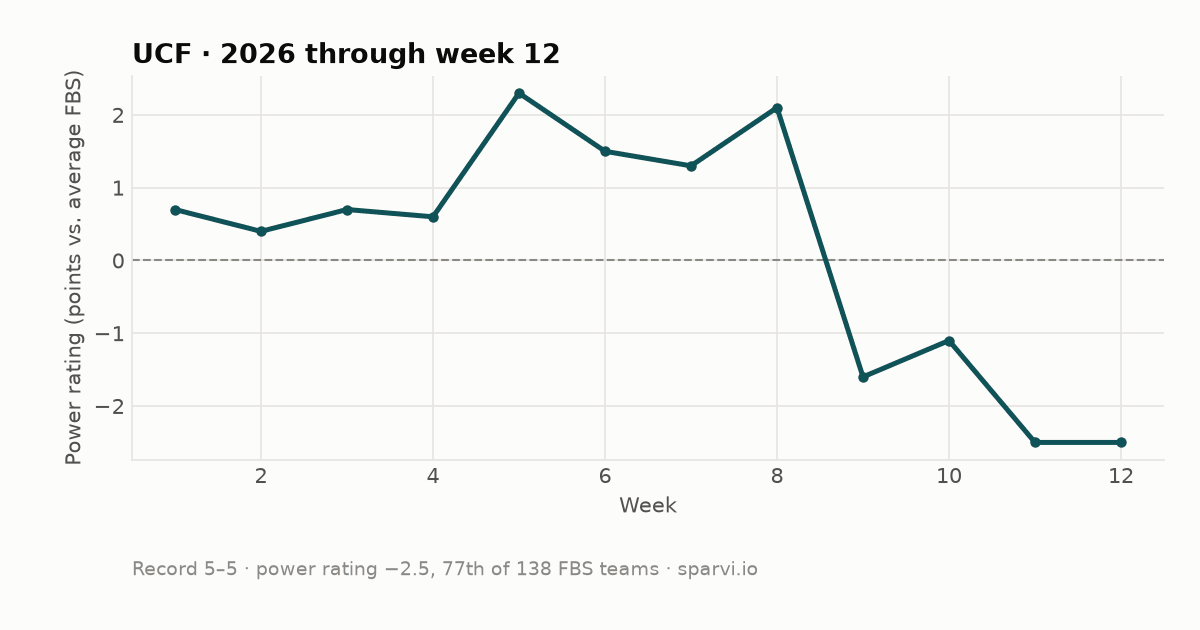 UCF · 2026 through week 12
Power rating (points vs. average FBS)
2
1
0
−1
−2
2 4 6 8 10 12
Week
Record 5–5 · power rating −2.5, 77th of 138 FBS teams · sparvi.io